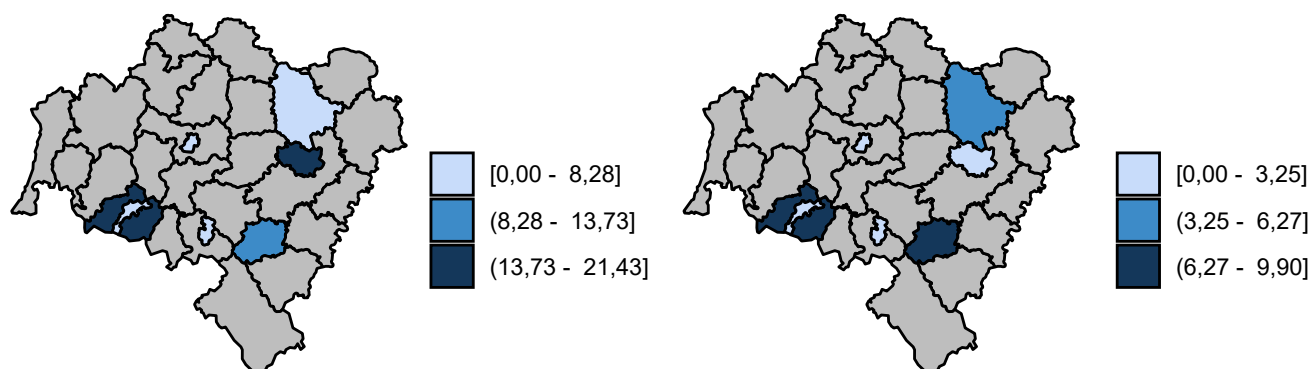 [0,00 - 8,28]
(8,28 - 13,73]
(13,73 - 21,43]
[0,00 - 3,25]
(3,25 - 6,27]
(6,27 - 9,90]